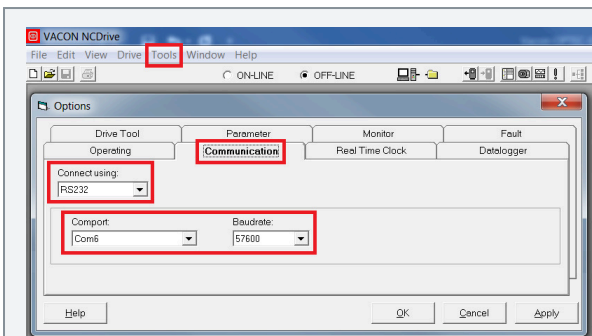 VACON NCDrive
File Edit View Drive Tools Window Help
ON-LINE OFF-LINE
Options
Drive Tool Parameter Monitor Fault
Operating Communication Real Time Clock Datalogger
Connect using:
RS232
Comport: Baudrate:
Com6 57600
Help OK Cancel Apply